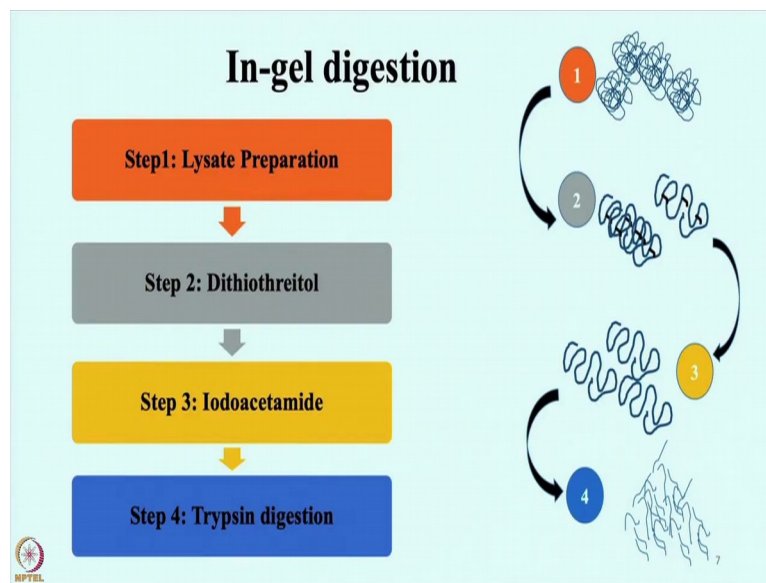 In-gel digestion
Step1: Lysate Preparation
Step 2: Dithiothreitol
Step 3: Iodoacetamide
Step 4: Trypsin digestion
1
2
3
4
7
NPTEL